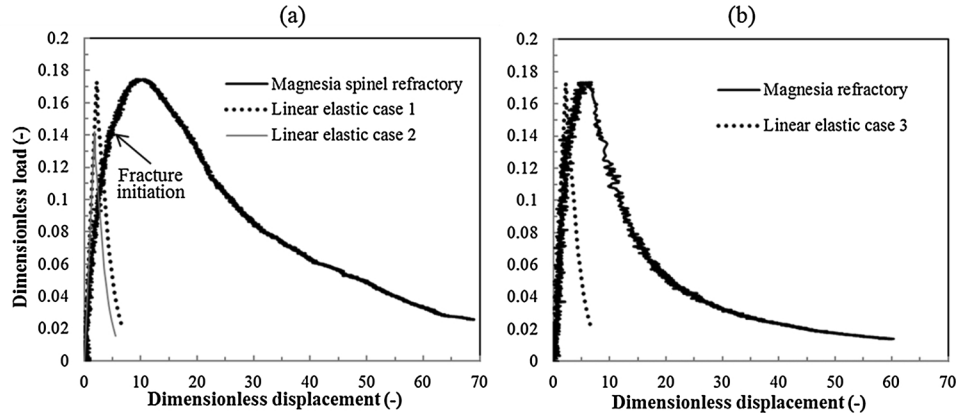 (a)
(b)
0.2
0.18
0.16
0.14
0.12
0.1
0.08
0.06
0.04
0.02
0
Dimensionless load (-)
Magnesia spinel refractory
Linear elastic case 1
Linear elastic case 2
Fracture
initiation
0 10 20 30 40 50 60 70
Dimensionless displacement (-)
0.2
0.18
0.16
0.14
0.12
0.1
0.08
0.06
0.04
0.02
0
Magnesia refractory
Linear elastic case 3
0 10 20 30 40 50 60 70
Dimensionless displacement (-)